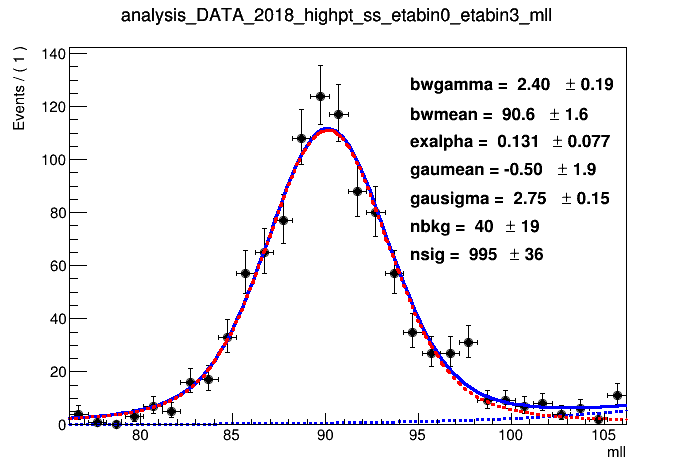 analysis_DATA_2018_highpt_ss_etabin0_etabin3_mll
Events / ( 1 )
140
120
100
80
60
40
20
0
bwgamma = 2.40 ± 0.19
bwmean = 90.6 ± 1.6
exalpha = 0.131 ± 0.077
gaumean = -0.50 ± 1.9
gausigma = 2.75 ± 0.15
nbkg = 40 ± 19
nsig = 995 ± 36
80 85 90 95 100 105
mll